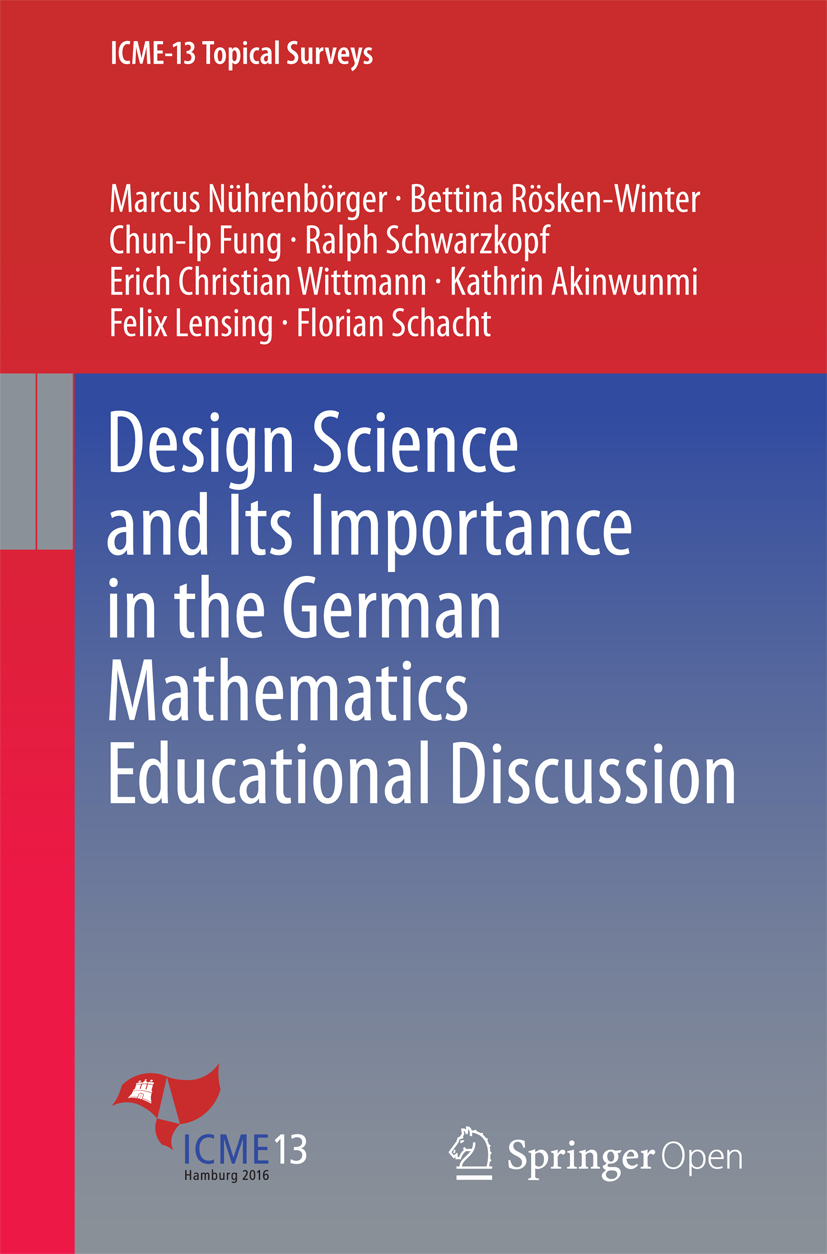 ICME-13 Topical Surveys
Marcus Nührenbörger · Bettina Rösken-Winter
Chun-Ip Fung · Ralph Schwarzkopf
Erich Christian Wittmann · Kathrin Akinwunmi
Felix Lensing · Florian Schacht
Design Science
and Its Importance
in the German
Mathematics
Educational Discussion
ICME13
Hamburg 2016
Springer Open